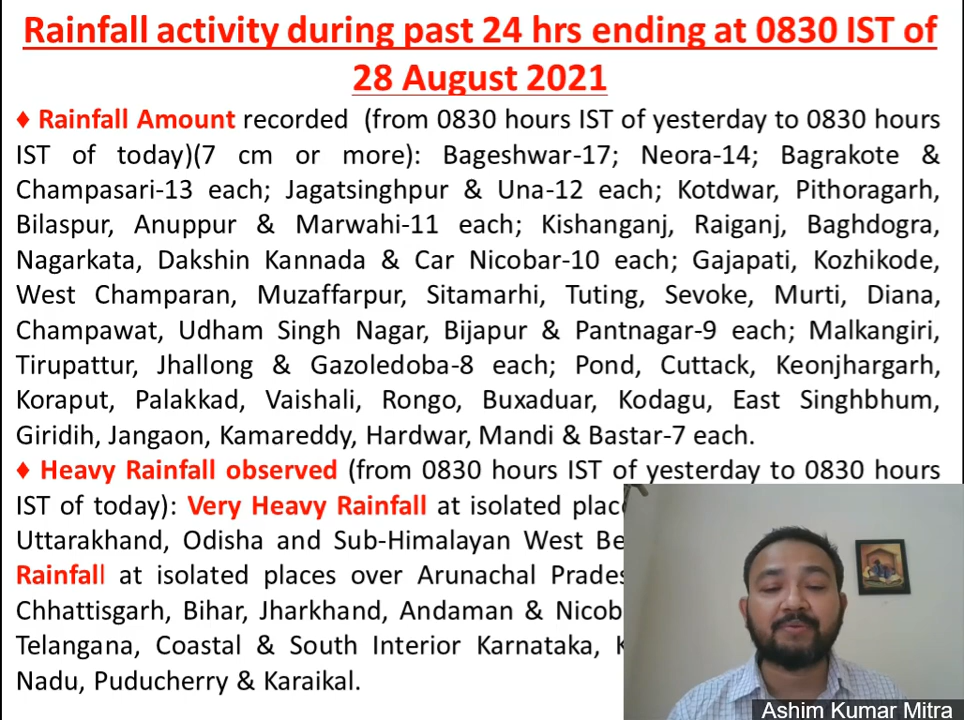 Rainfall activity during past 24 hrs ending at 0830 IST of
28 August 2021
♦ Rainfall Amount recorded (from 0830 hours IST of yesterday to 0830 hours
IST of today)(7 cm or more): Bageshwar-17; Neora-14; Bagrakote &
Champasari-13 each; Jagatsinghpur & Una-12 each; Kotdwar, Pithoragarh,
Bilaspur, Anuppur & Marwahi-11 each; Kishanganj, Raiganj, Baghdogra,
Nagarkata, Dakshin Kannada & Car Nicobar-10 each; Gajapati, Kozhikode,
West Champaran, Muzaffarpur, Sitamarhi, Tuting, Sevoke, Murti, Diana,
Champawat, Udham Singh Nagar, Bijapur & Pantnagar-9 each; Malkangiri,
Tirupattur, Jhallong & Gazoledoba-8 each; Pond, Cuttack, Keonjhargarh,
Koraput, Palakkad, Vaishali, Rongo, Buxaduar, Kodagu, East Singhbhum,
Giridih, Jangaon, Kamareddy, Hardwar, Mandi & Bastar-7 each.
♦ Heavy Rainfall observed (from 0830 hours IST of yesterday to 0830 hours
IST of today): Very Heavy Rainfall at isolated
Uttarakhand, Odisha and Sub-Himalayan West
Rainfall at isolated places over Arunachal
Chhattisgarh, Bihar, Jharkhand, Andaman &
Telangana, Coastal & South Interior Karnataka,
Nadu, Puducherry & Karaikal.
Ashim Kumar Mitra